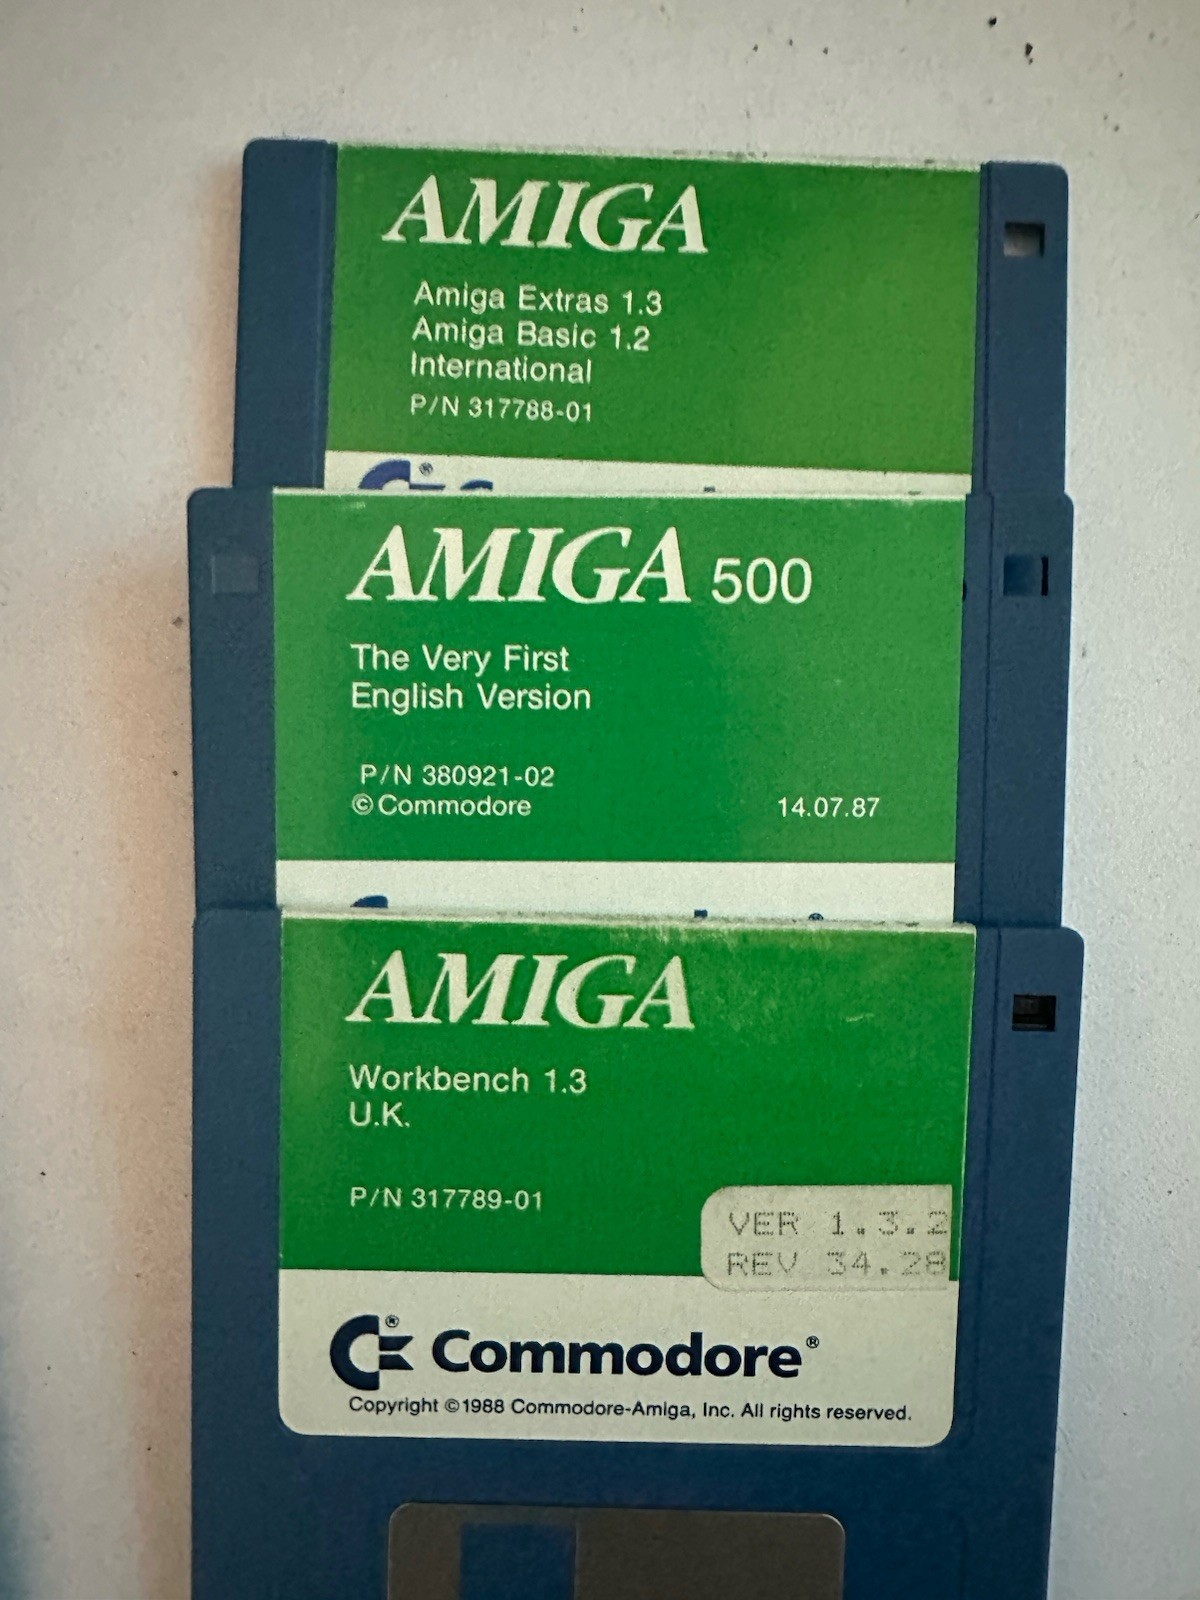 AMIGA
Amiga Extras 1.3
Amiga Basic 1.2
International
P/N 317788-01
®
AMIGA 500
The Very First
English Version
P/N 380921-02
© Commodore 14.07.87
AMIGA
Workbench 1.3
U.K.
P/N 317789-01
VER 1.3.2
REV 34.28
Commodore®
Copyright ©1988 Commodore-Amiga, Inc. All rights reserved.